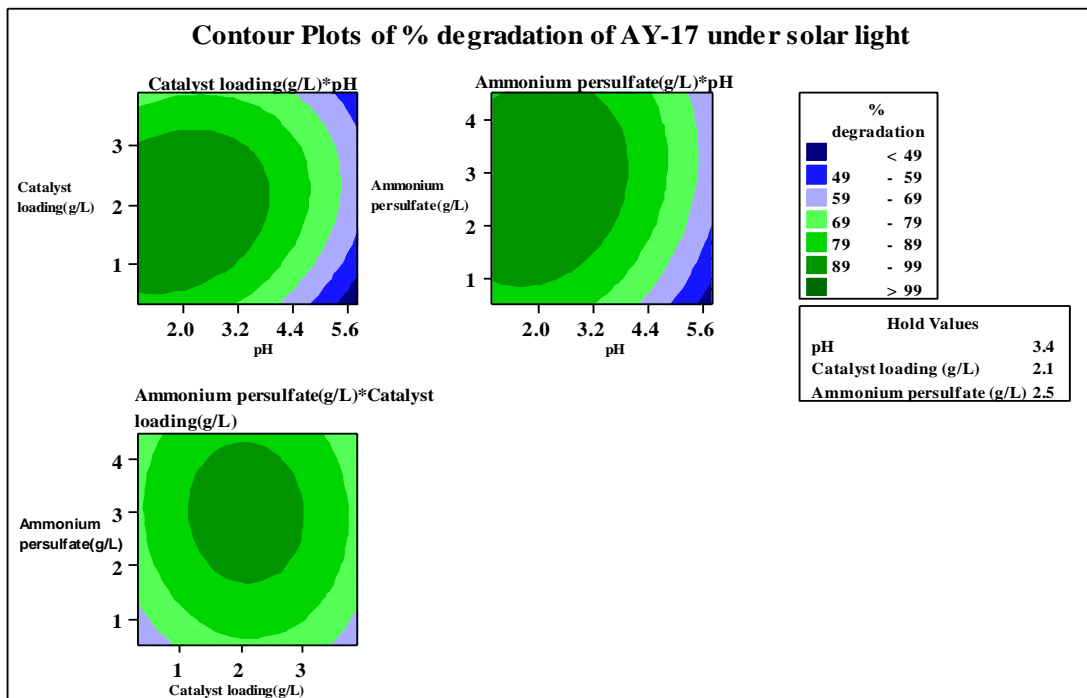 Contour Plots of % degradation of AY-17 under solar light
Catalyst loading(g/L)*pH
3
2
1
Catalyst
loading(g/L)
2.0 3.2 4.4 5.6
pH
Ammonium persulfate(g/L)*pH
4
3
2
1
Ammonium
persulfate(g/L)
2.0 3.2 4.4 5.6
pH
%
degradation
< 49
49 - 59
59 - 69
69 - 79
79 - 89
89 - 99
> 99
Hold Values
pH 3.4
Catalyst loading (g/L) 2.1
Ammonium persulfate (g/L) 2.5
Ammonium persulfate(g/L)*Catalyst
loading(g/L)
4
3
2
1
Ammonium
persulfate(g/L)
1 2 3
Catalyst loading(g/L)